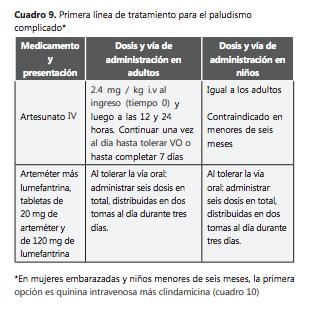 Cuadro 9. Primera línea de tratamiento para el paludismo
complicado*
Medicamento
y
presentación
Dosis y vía de
administración en
adultos
Dosis y vía de
administración en
niños
Artesunato IV
2.4 mg / kg i.v al
ingreso (tiempo 0) y
luego a las 12 y 24
horas. Continuar una vez
al día hasta tolerar VO o
hasta completar 7 días
Igual a los adultos
Contraindicado en
menores de seis
meses
Arteméter más
lumefantrina,
tabletas de
20 mg de
arteméter y
de 120 mg de
lumefantrina
Al tolerar la vía oral:
administrar seis dosis en
total, distribuidas en dos
tomas al día durante tres
días.
Al tolerar la vía
oral: administrar
seis dosis en total,
distribuidas en dos
tomas al día durante
tres días.
*En mujeres embarazadas y niños menores de seis meses, la primera
opción es quinina intravenosa más clindamicina (cuadro 10)